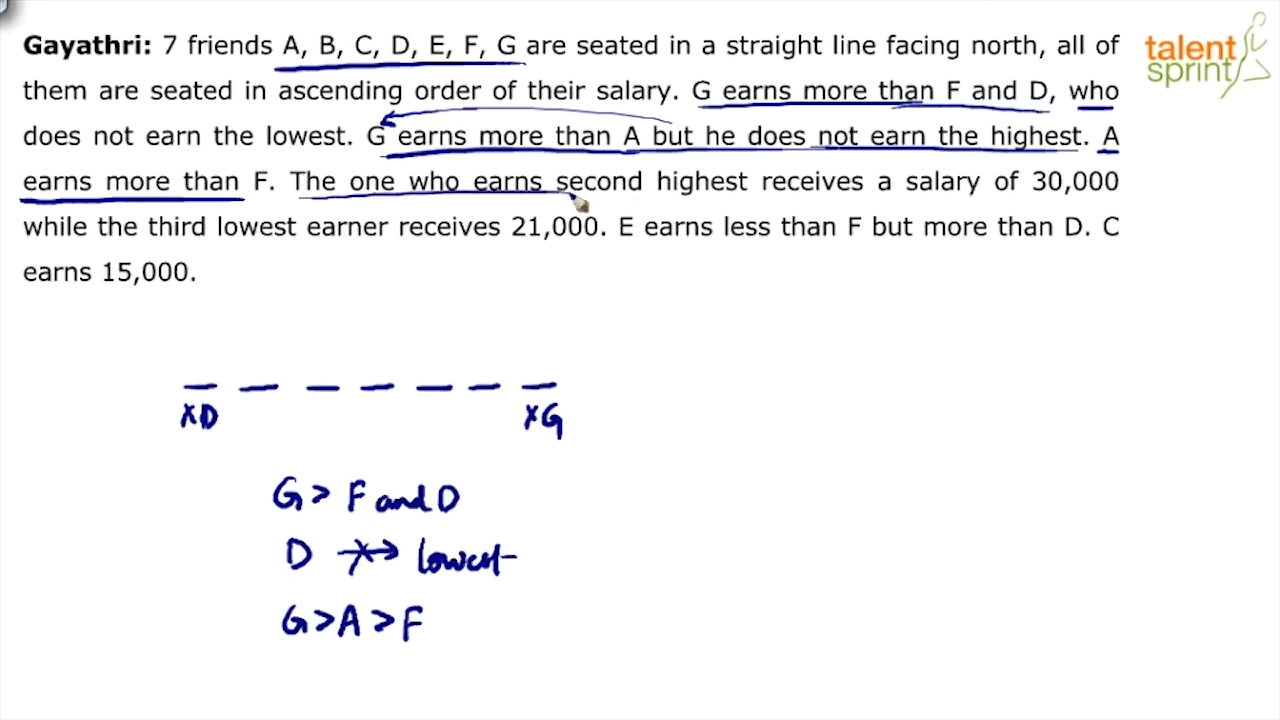 Gayathri: 7 friends A, B, C, D, E, F, G are seated in a straight line facing north, all of
them are seated in ascending order of their salary. G earns more than F and D, who
does not earn the lowest. G earns more than A but he does not earn the highest. A
earns more than F. The one who earns second highest receives a salary of 30,000
while the third lowest earner receives 21,000. E earns less than F but more than D. C
earns 15,000.
talent
sprint
xD xG
G > F and D
D lowest
G > A > F